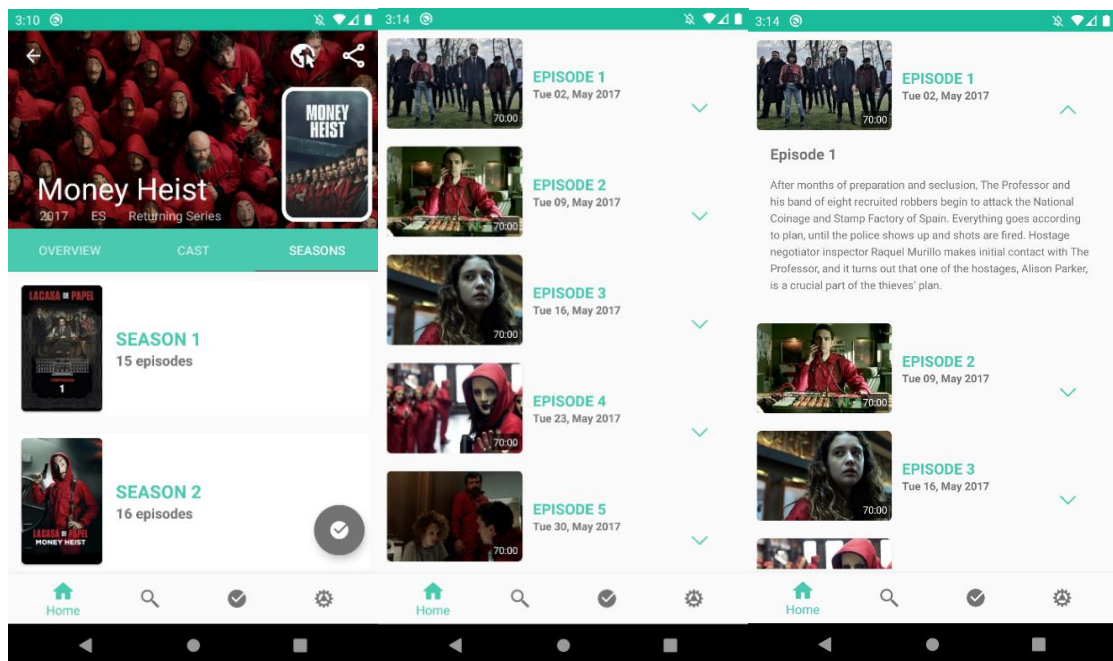 3:10
MONEY
HEIST
Money Heist
2017 ES Returning Series
OVERVIEW CAST SEASONS
LA CASA DE PAPEL
TEMPORADA
1
SEASON 1
15 episodes
LA CASA DE PAPEL
MONEY HEIST
SEASON 2
16 episodes
Home
3:14
70:00
EPISODE 1
Tue 02, May 2017
70:00
EPISODE 2
Tue 09, May 2017
70:00
EPISODE 3
Tue 16, May 2017
70:00
EPISODE 4
Tue 23, May 2017
70:00
EPISODE 5
Tue 30, May 2017
Home
3:14
70:00
EPISODE 1
Tue 02, May 2017
Episode 1
After months of preparation and seclusion, The Professor and
his band of eight recruited robbers begin to attack the National
Coinage and Stamp Factory of Spain. Everything goes according
to plan, until the police shows up and shots are fired. Hostage
negotiator inspector Raquel Murillo makes initial contact with The
Professor, and it turns out that one of the hostages, Alison Parker,
is a crucial part of the thieves' plan.
70:00
EPISODE 2
Tue 09, May 2017
70:00
EPISODE 3
Tue 16, May 2017
Home